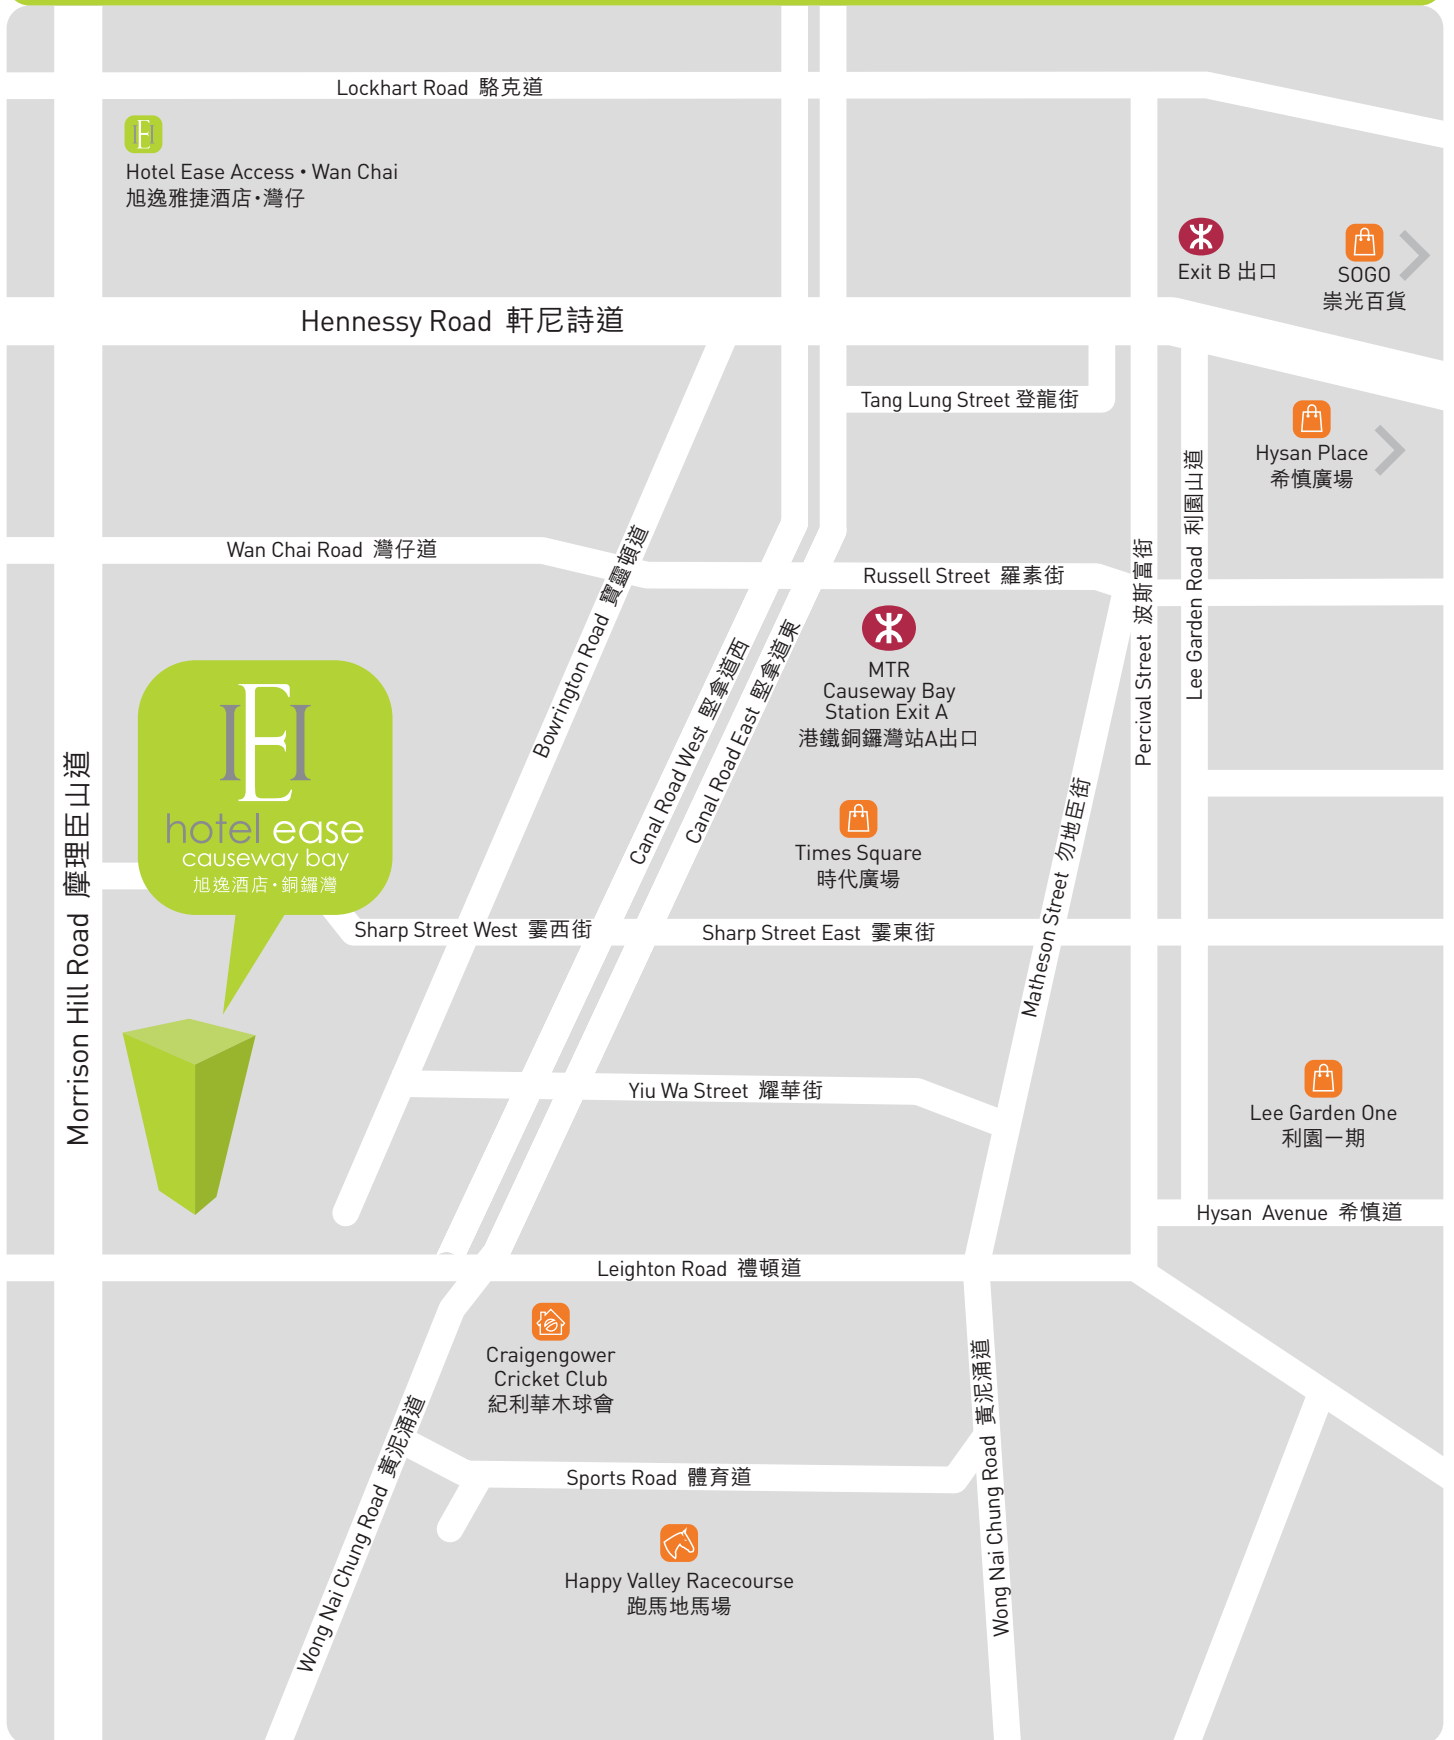 Lockhart Road 駱克道
Hotel Ease Access • Wan Chai
旭逸雅捷酒店•灣仔
Exit B 出口
SOGO
崇光百貨
Hennessy Road 軒尼詩道
Tang Lung Street 登龍街
Hysan Place
希慎廣場
Lee Garden Road 利園山道
Wan Chai Road 灣仔道
Bowrington Road 寶靈頓道
Russell Street 羅素街
Percival Street 波斯富街
MTR
Causeway Bay
Station Exit A
港鐵銅鑼灣站A出口
Canal Road West 堅拿道西
Canal Road East 堅拿道東
Morrison Hill Road 摩理臣山道
hotel ease
causeway bay
旭逸酒店•銅鑼灣
Times Square
時代廣場
Matheson Street 勿地臣街
Sharp Street West 霎西街
Sharp Street East 霎東街
Yiu Wa Street 耀華街
Lee Garden One
利園一期
Hysan Avenue 希慎道
Leighton Road 禮頓道
Craigengower
Cricket Club
紀利華木球會
Wong Nai Chung Road 黃泥涌道
Wong Nai Chung Road 黃泥涌道
Sports Road 體育道
Happy Valley Racecourse
跑馬地馬場